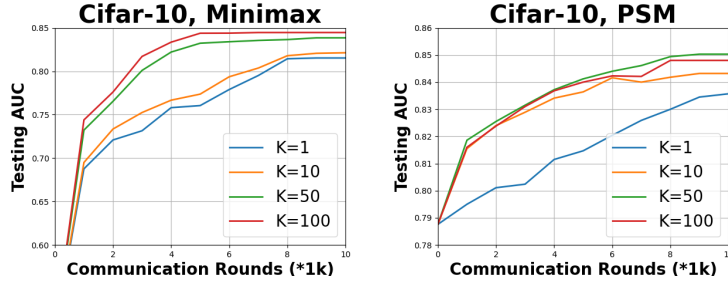 Cifar-10, Minimax
Testing AUC
0.85
0.80
0.75
0.70
0.65
0.60
0
2
4
6
8
10
K=1
K=10
K=50
K=100
Communication Rounds (*1k)
Cifar-10, PSM
Testing AUC
0.86
0.85
0.84
0.83
0.82
0.81
0.80
0.79
0.78
0
2
4
6
8
K=1
K=10
K=50
K=100
Communication Rounds (*1k)